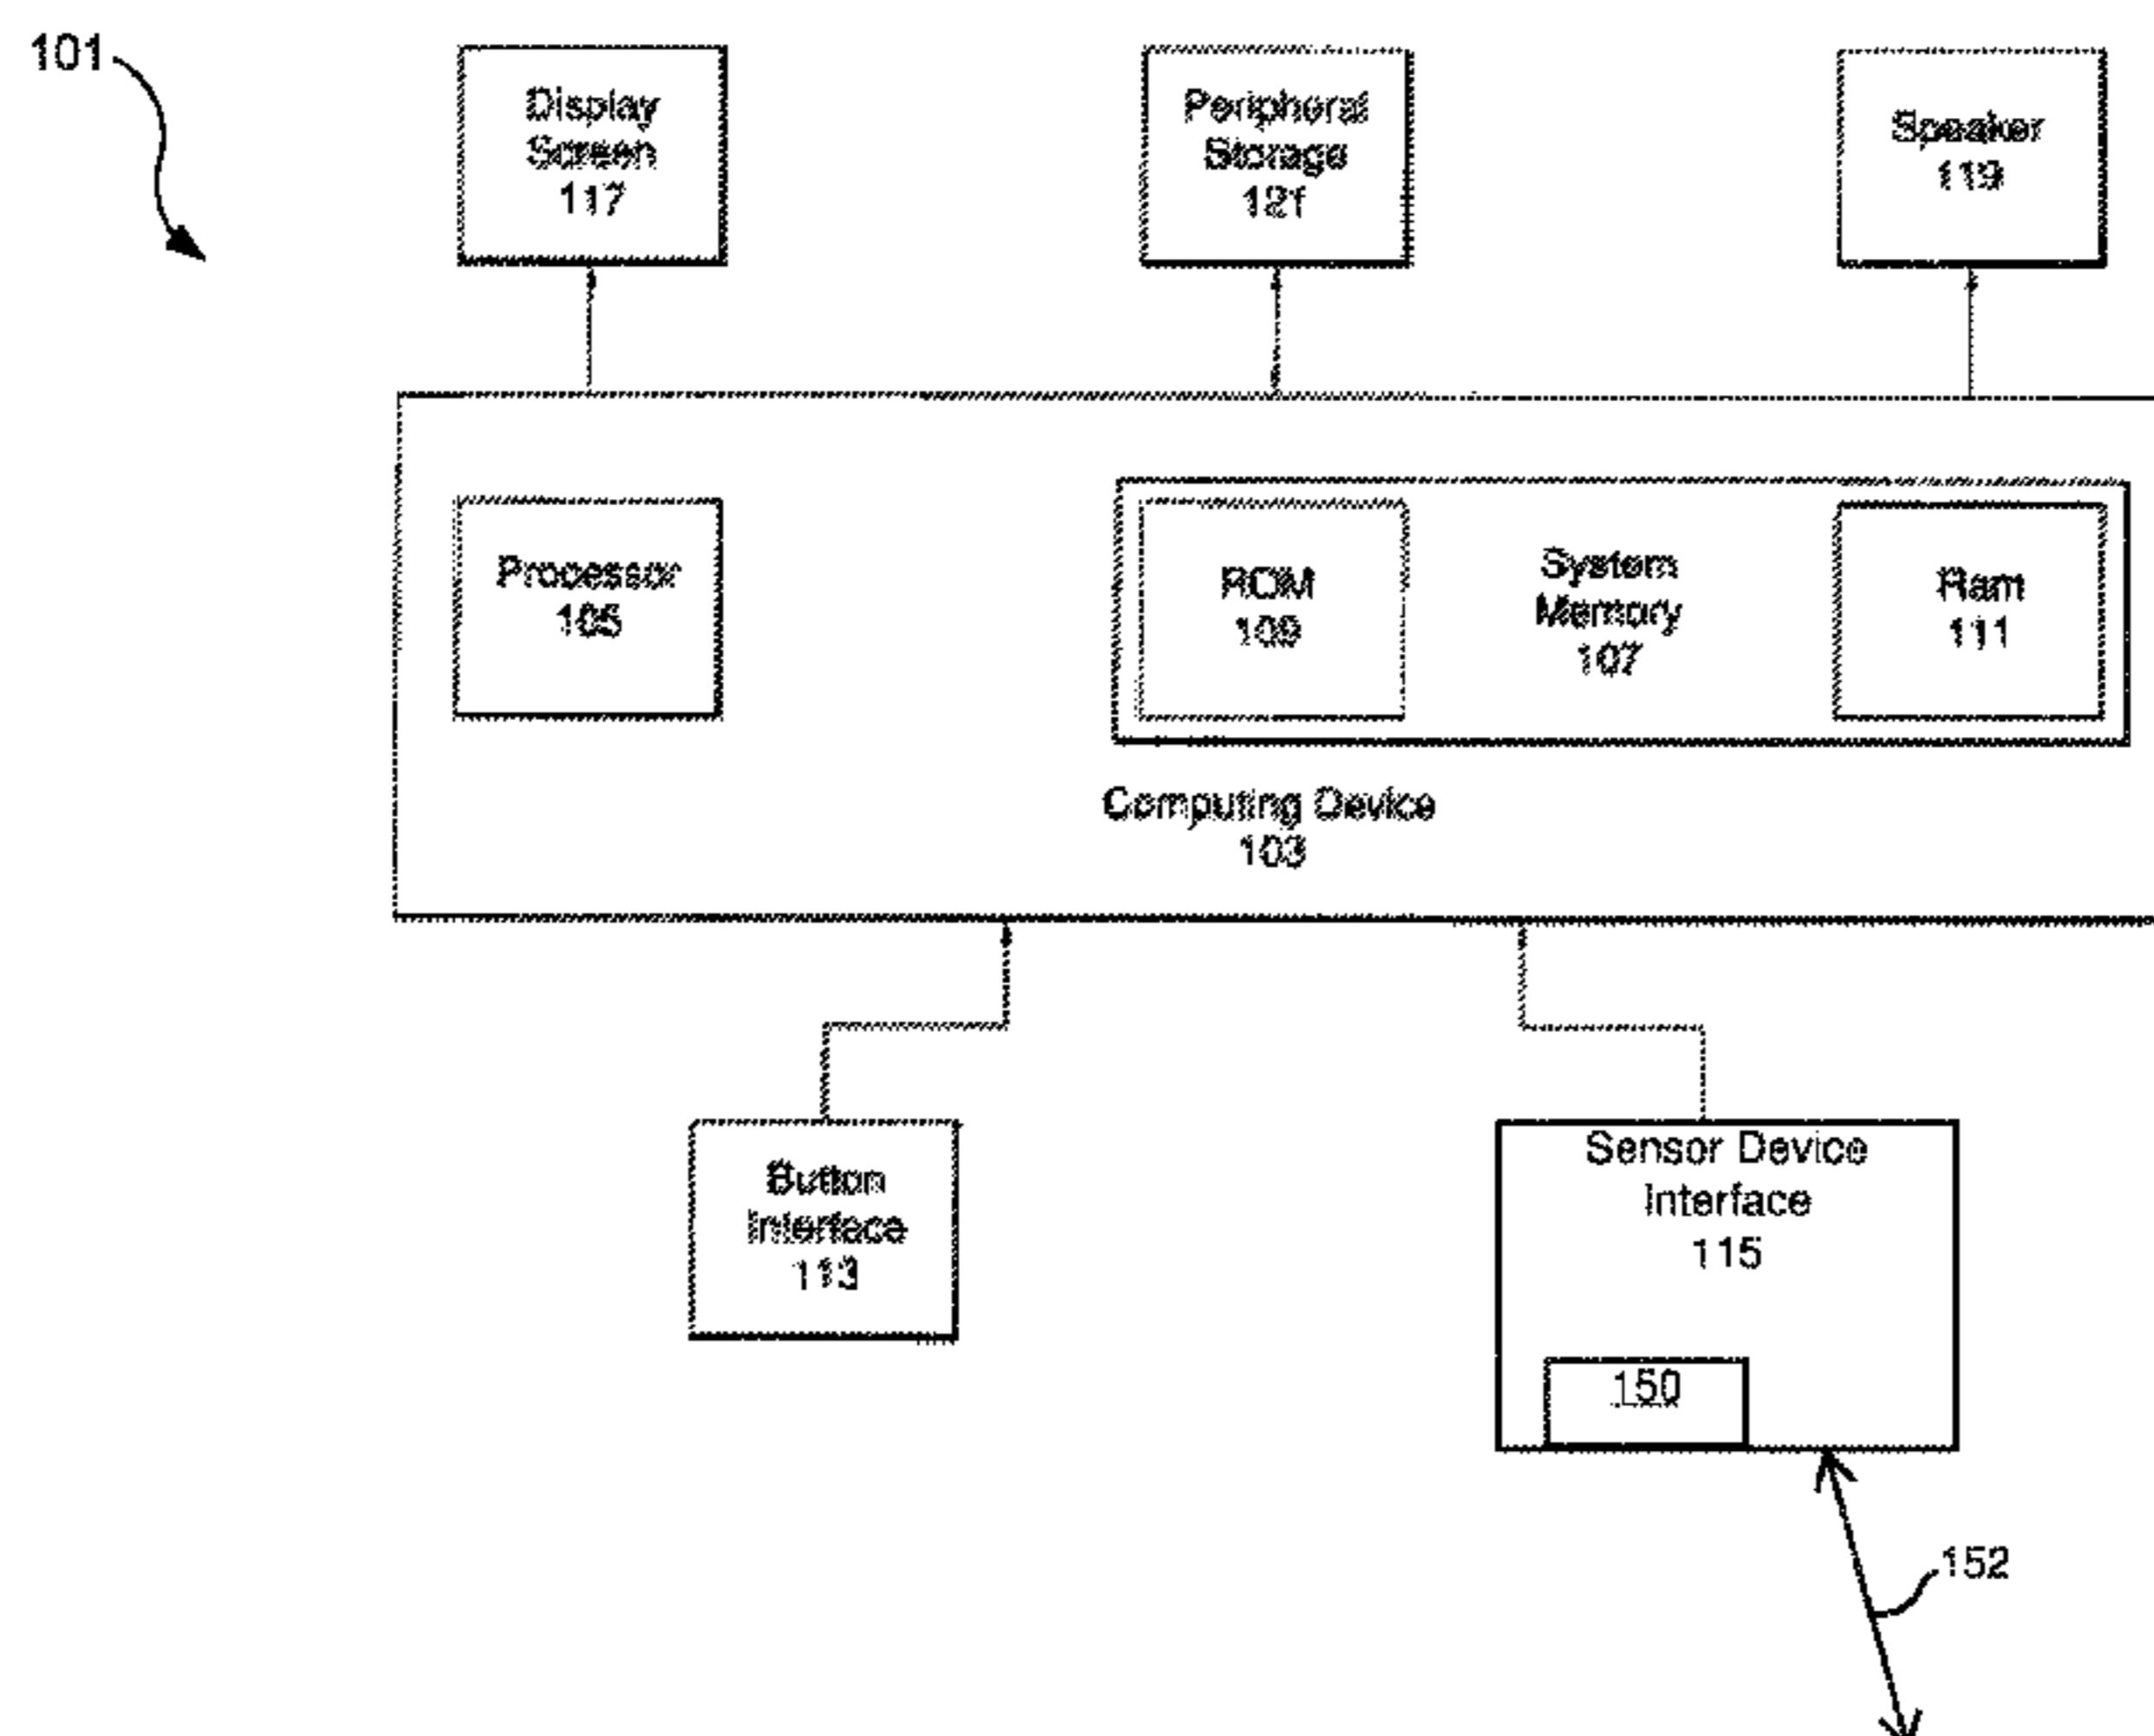 101
Display
Screen
117
Peripheral
Storage
121
Speaker
119
Processor
105
ROM
109
System
Memory
107
Ram
111
Computing Device
103
Button
Interface
113
Sensor Device
Interface
115
150
152